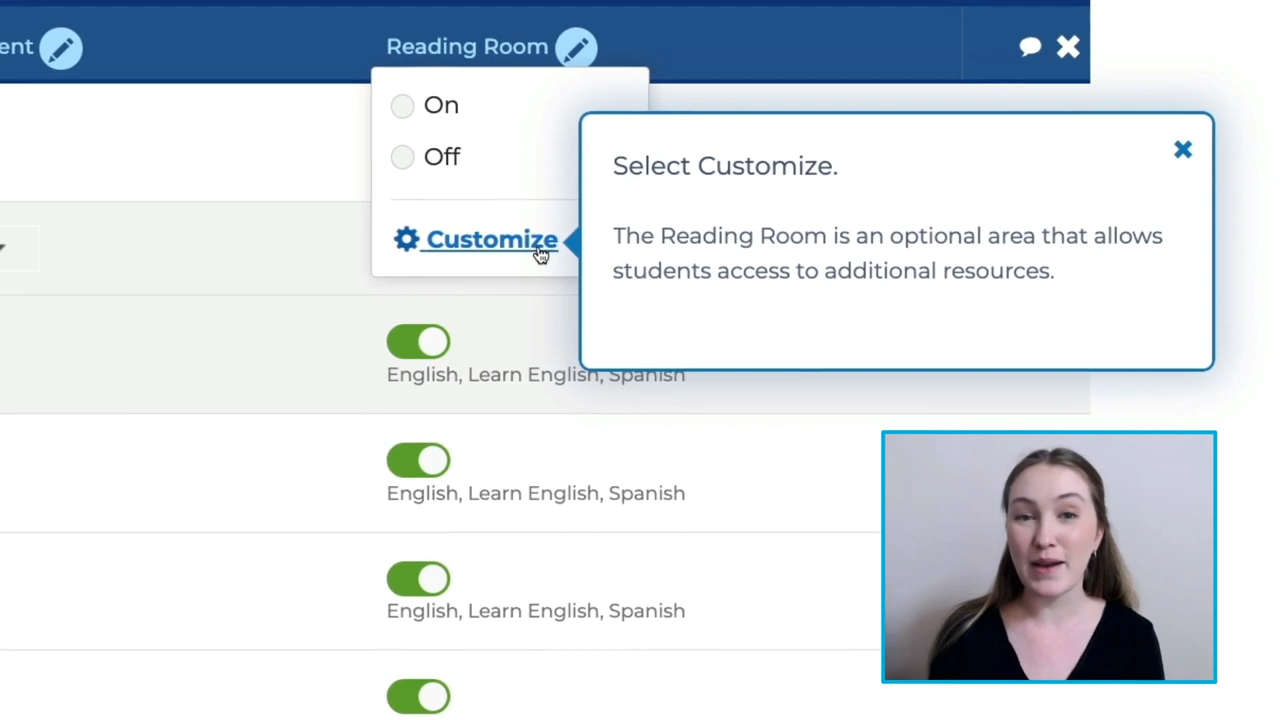 ent
Reading Room
On
Off
Customize
Select Customize.
The Reading Room is an optional area that allows
students access to additional resources.
English, Learn English, Spanish
English, Learn English, Spanish
English, Learn English, Spanish